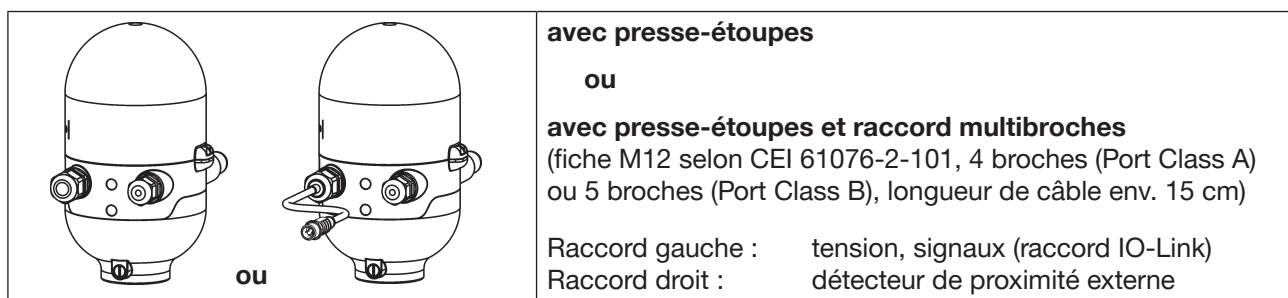 ou
avec presse-étoupes
ou
avec presse-étoupes et raccord multibroches
(fiche M12 selon CEI 61076-2-101, 4 broches (Port Class A)
ou 5 broches (Port Class B), longueur de câble env. 15 cm)
Raccord gauche : tension, signaux (raccord IO-Link)
Raccord droit : détecteur de proximité externe